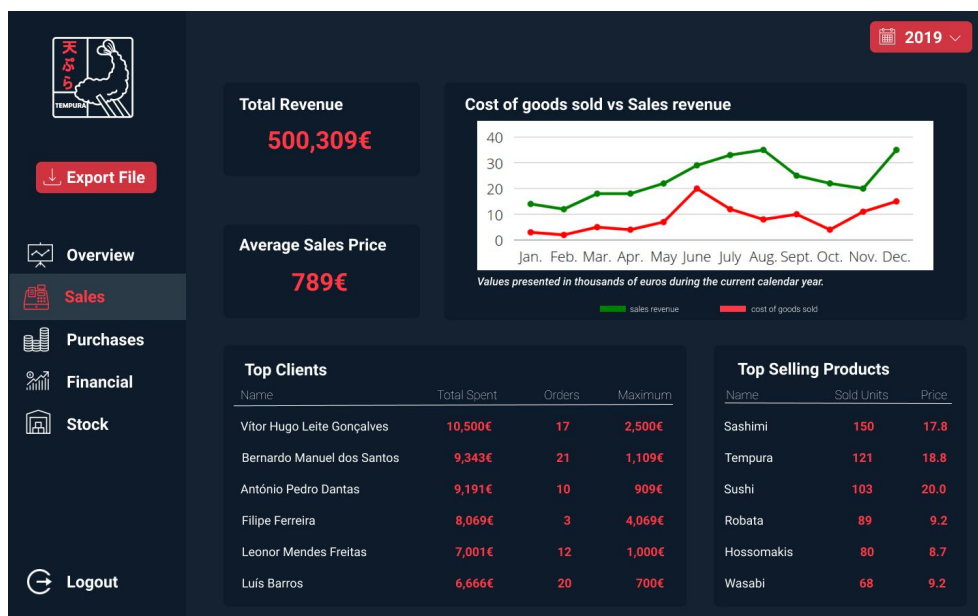 天
ぷ
ら
TEMPURA
Export File
Overview
Sales
Purchases
Financial
Stock
Logout
2019
Total Revenue
500,309€
Average Sales Price
789€
Cost of goods sold vs Sales revenue
40
30
20
10
0
Jan. Feb. Mar. Apr. May June July Aug. Sept. Oct. Nov. Dec.
Values presented in thousands of euros during the current calendar year.
sales revenue cost of goods sold
Top Clients
Name Total Spent Orders Maximum
Vítor Hugo Leite Gonçalves 10,500€ 17 2,500€
Bernardo Manuel dos Santos 9,343€ 21 1,109€
António Pedro Dantas 9,191€ 10 909€
Filipe Ferreira 8,069€ 3 4,069€
Leonor Mendes Freitas 7,001€ 12 1,000€
Luís Barros 6,666€ 20 700€
Top Selling Products
Name Sold Units Price
Sashimi 150 17.8
Tempura 121 18.8
Sushi 103 20.0
Robata 89 9.2
Hossomakis 80 8.7
Wasabi 68 9.2